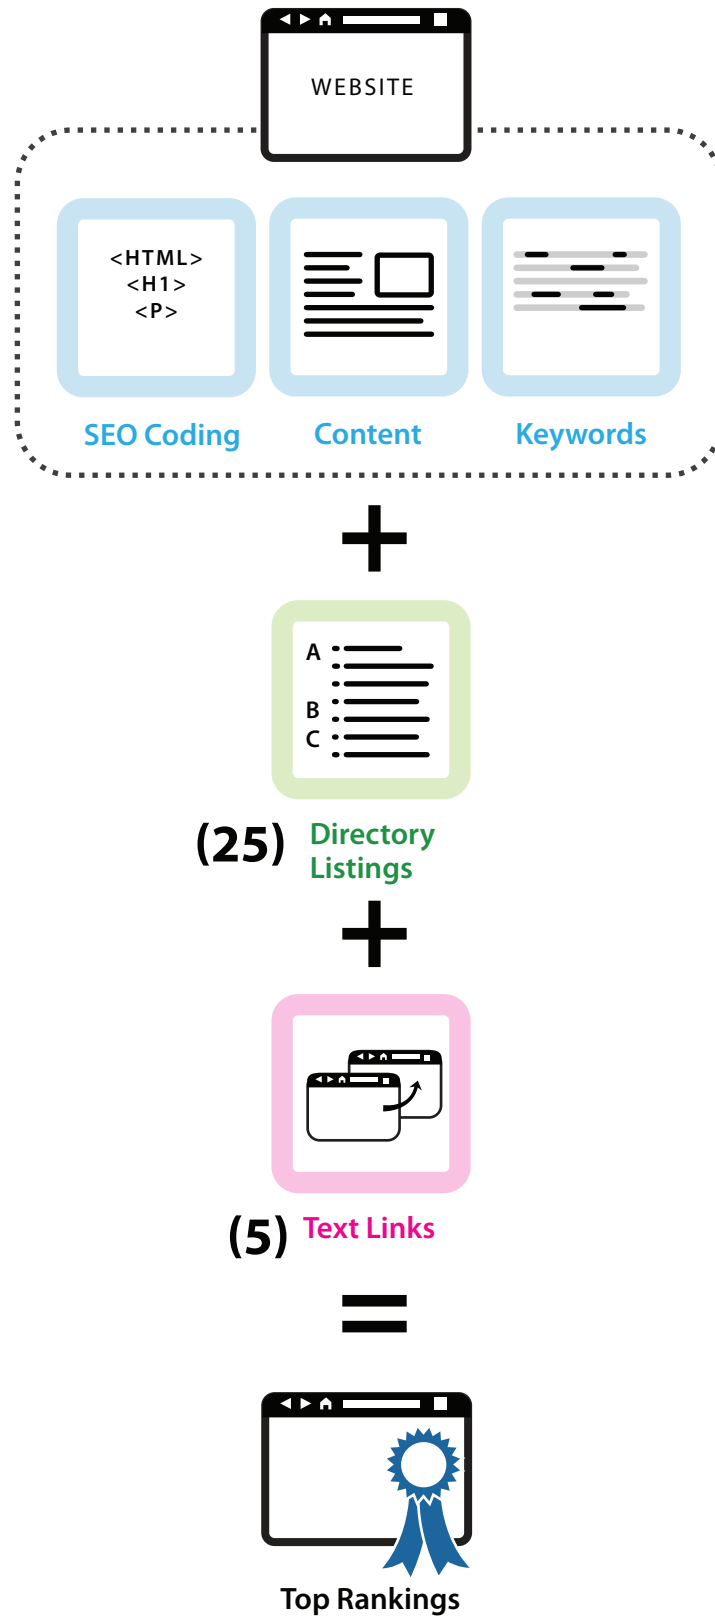 WEBSITE
<HTML>
<H1>
<P>
SEO Coding
Content
Keywords
+
A
B
C
(25) Directory
Listings
+
(5) Text Links
=
Top Rankings